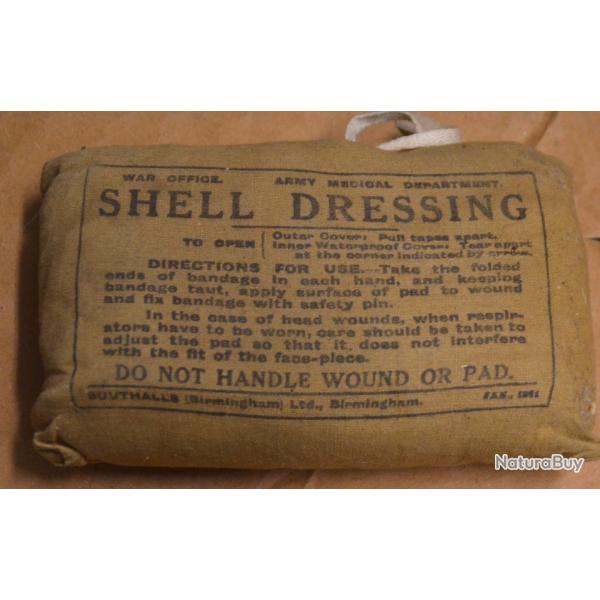 WAR OFFICE. ARMY MEDICAL DEPARTMENT.
SHELL DRESSING
TO OPEN { Outer Cover: Pull tapes apart.
Inner Waterproof Cover: Tear apart
at the corner indicated by arrow.
DIRECTIONS FOR USE.—Take the folded
ends of bandage in each hand, and keeping
bandage taut, apply surface of pad to wound
and fix bandage with safety pin.
In the case of head wounds, when respir-
ators have to be worn, care should be taken to
adjust the pad so that it does not interfere
with the fit of the face-piece.
DO NOT HANDLE WOUND OR PAD.
SOUTHALLS (Birmingham) Ltd., Birmingham. JAN., 1941
NaturaBuy